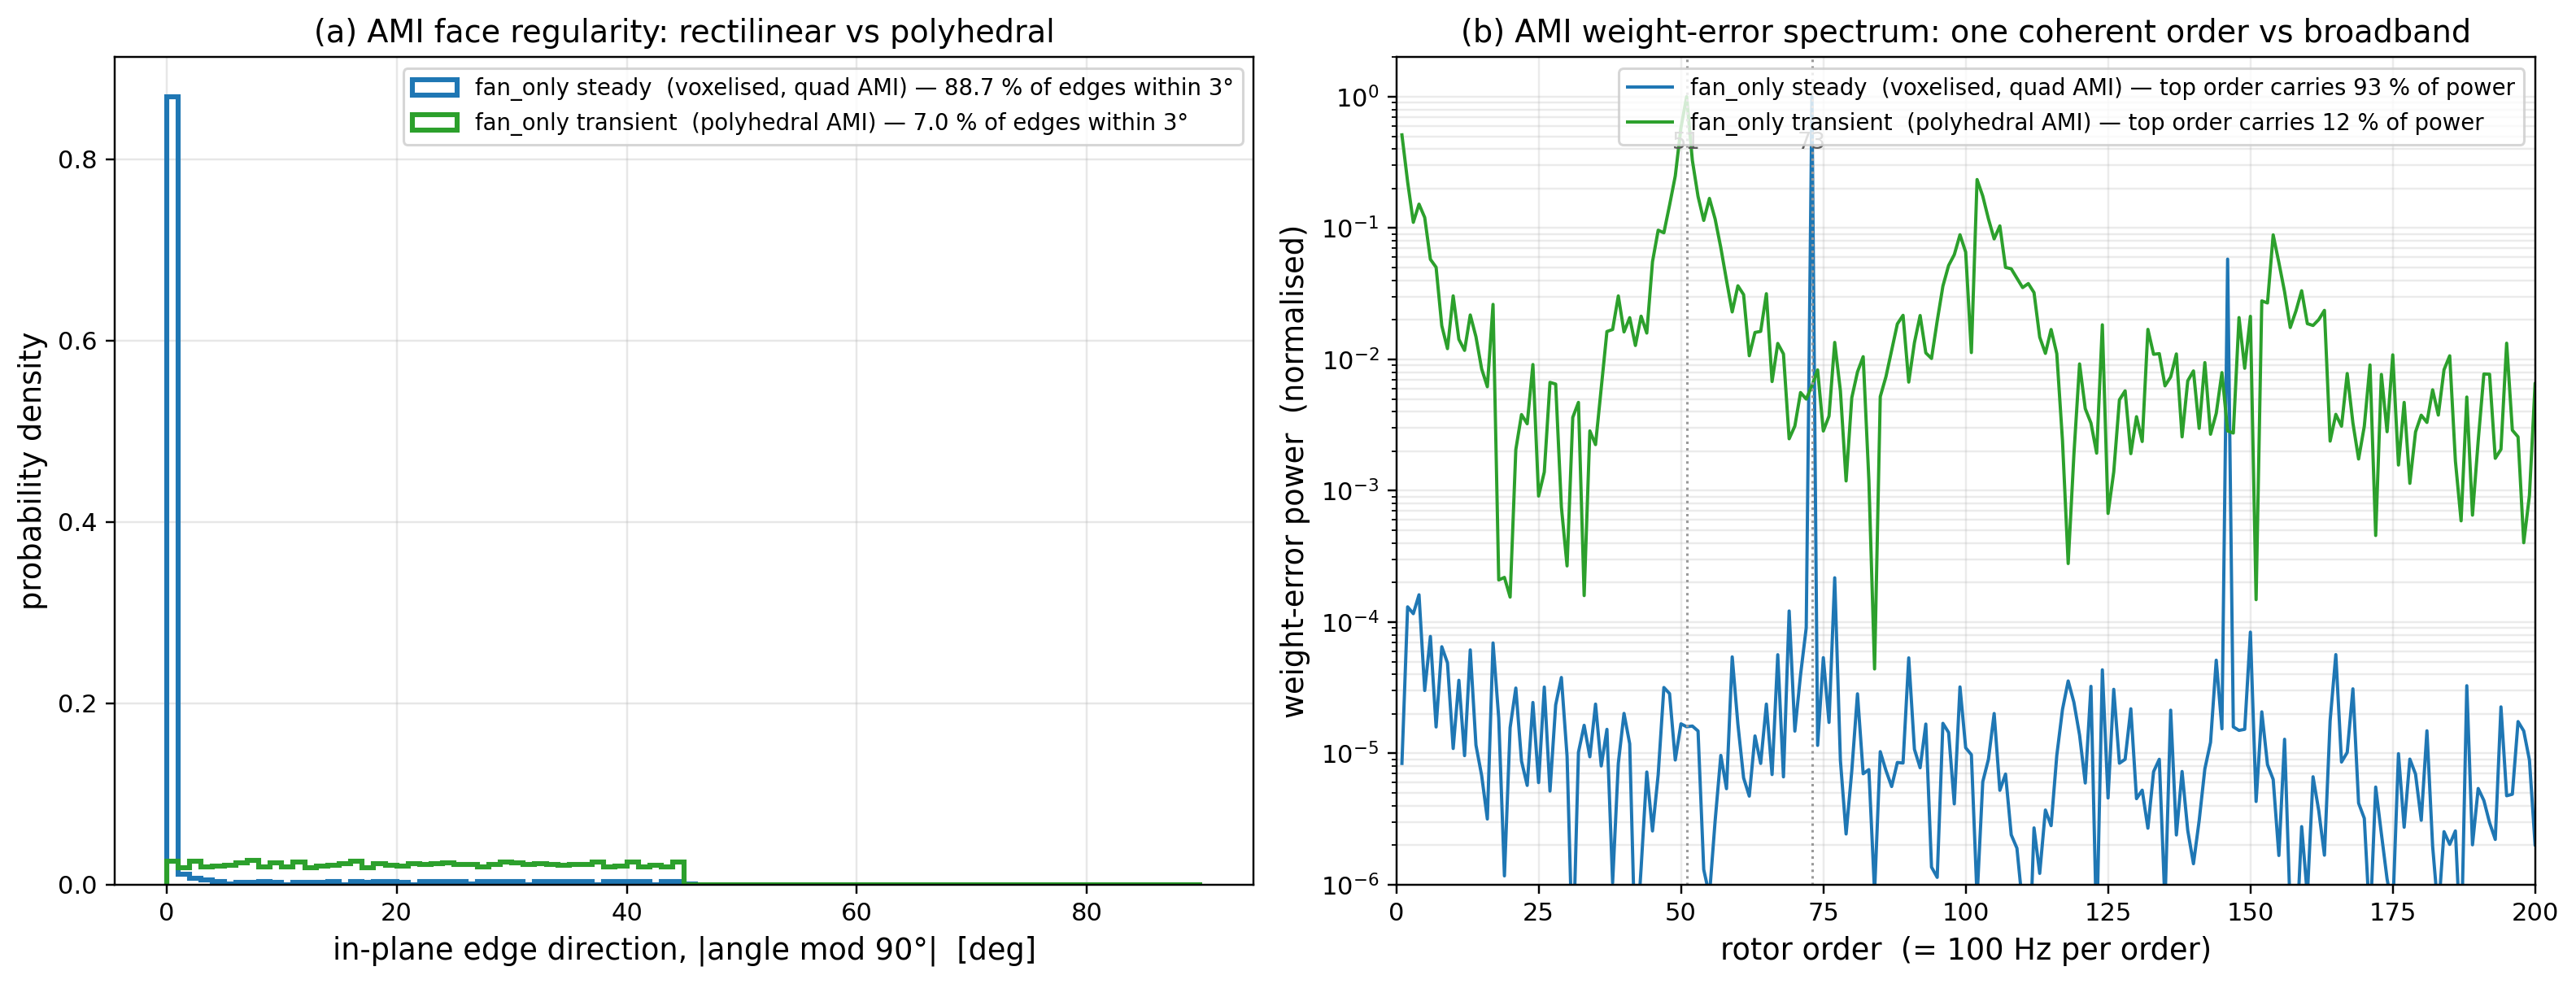 (a) AMI face regularity: rectilinear vs polyhedral
fan_only steady  (voxelised, quad AMI) — 88.7 % of edges within 3°
fan_only transient  (polyhedral AMI) — 7.0 % of edges within 3°
probability density
0.8
0.6
0.4
0.2
0.0
0 20 40 60 80
in-plane edge direction, |angle mod 90°|  [deg]
(b) AMI weight-error spectrum: one coherent order vs broadband
fan_only steady  (voxelised, quad AMI) — top order carries 93 % of power
fan_only transient  (polyhedral AMI) — top order carries 12 % of power
51 73
weight-error power  (normalised)
10⁰
10⁻¹
10⁻²
10⁻³
10⁻⁴
10⁻⁵
10⁻⁶
0 25 50 75 100 125 150 175 200
rotor order  (= 100 Hz per order)